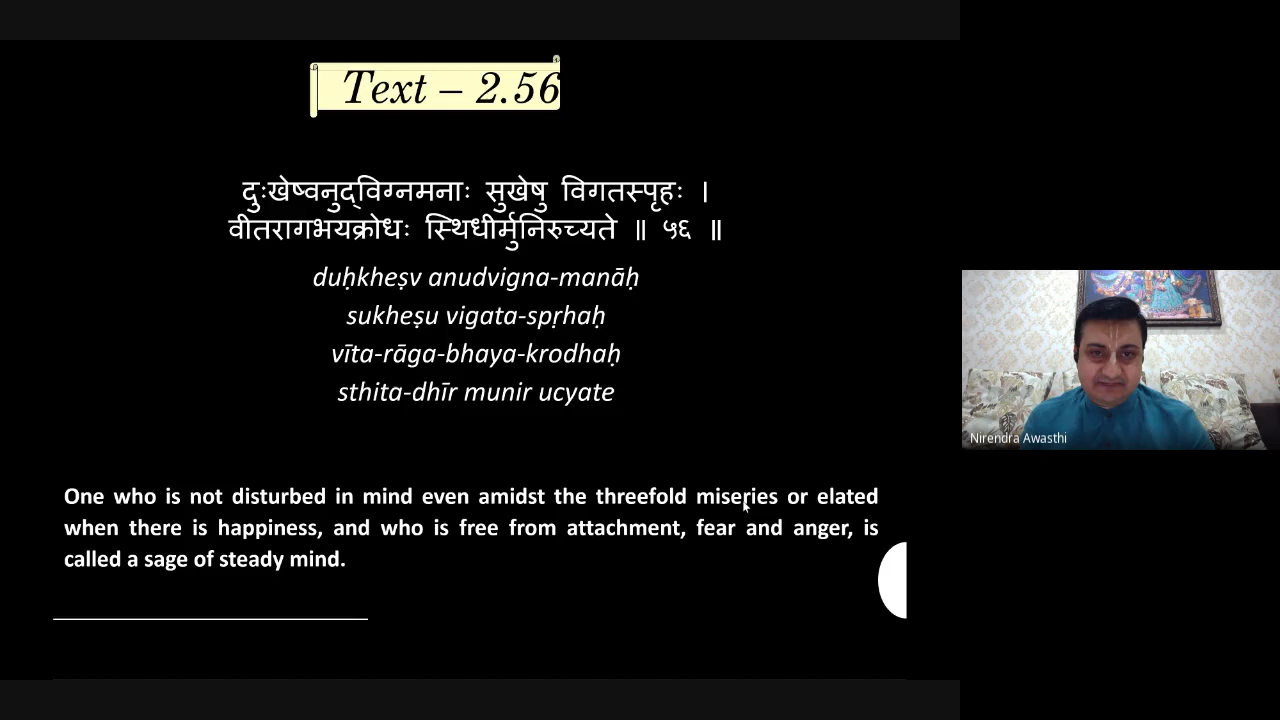 Text – 2.56
दुःखेष्वनुद्‌विग्नमनाः सुखेषु विगतस्पृहः ।
वीतरागभयक्रोधः स्थिधीर्मुनिरुच्यते ॥ ५६ ॥
duḥkheṣv anudvigna-manāḥ
sukheṣu vigata-spṛhaḥ
vīta-rāga-bhaya-krodhaḥ
sthita-dhīr munir ucyate
One who is not disturbed in mind even amidst the threefold miseries or elated
when there is happiness, and who is free from attachment, fear and anger, is
called a sage of steady mind.
Nirendra Awasthi